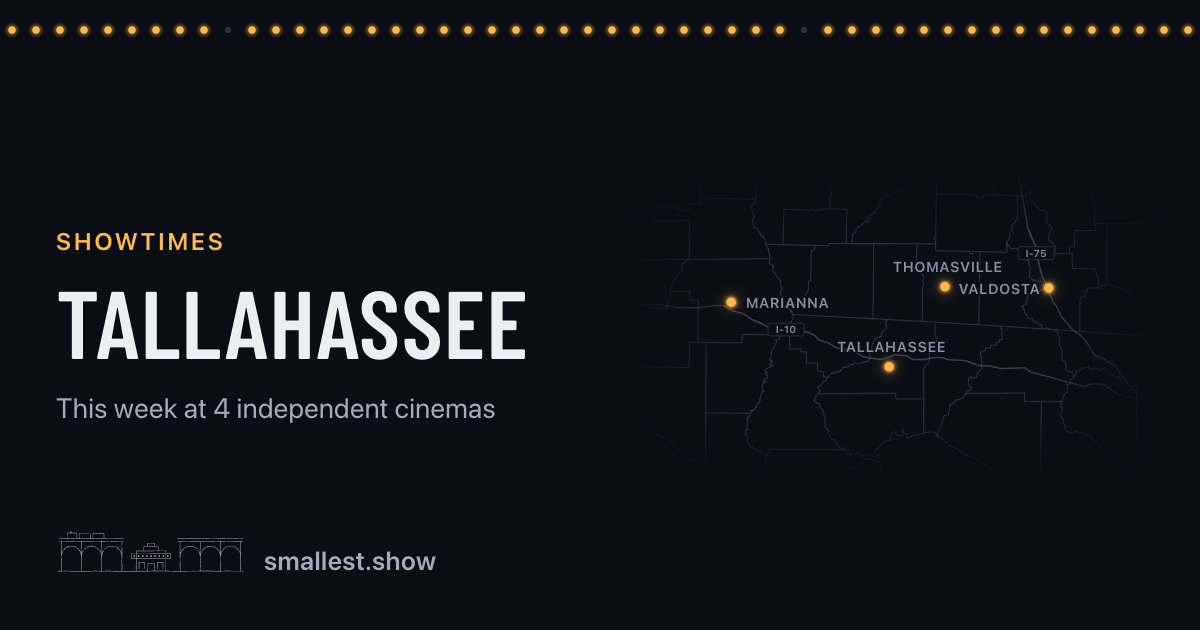 SHOWTIMES
TALLAHASSEE
This week at 4 independent cinemas
I-75
THOMASVILLE
VALDOSTA
MARIANNA
I-10
TALLAHASSEE
smallest.show